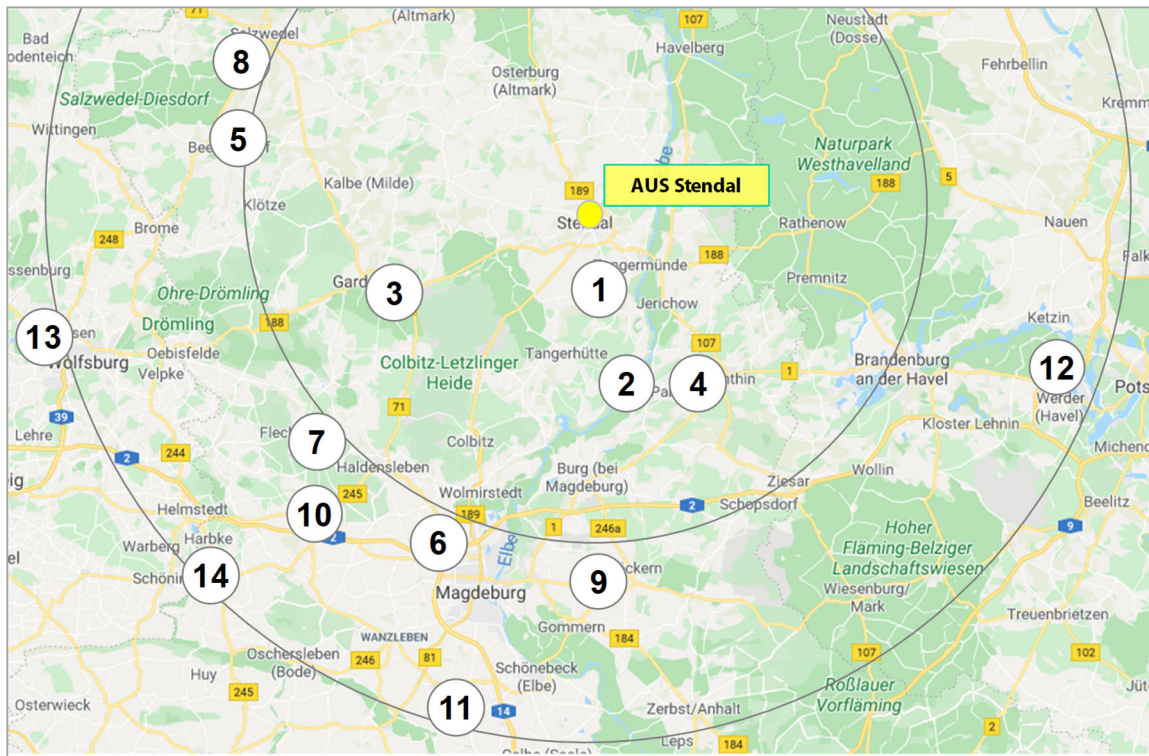 71
(Altmark)
107
Neustadt
(Dosse)
Bad
Salzwedel
Havelberg
8
Osterburg
(Altmark)
Fehrbellin
Salzwedel-Diesdorf
Kremm
Wittingen
5
Naturpark
Westhavelland
AUS Stendal
189
188
5
Kalbe (Milde)
Klötze
Stendal
Rathenow
Nauen
Brome
248
Tangermünde
188
Falk
Premnitz
3
1
Jerichow
Ohre-Drömling
Drömling
188
Ketzin
13
Wolfsburg
Oebisfelde
Velpke
Colbitz-Letzlinger
Heide
Tangerhütte
107
1
Brandenburg
an der Havel
12
Pots
Werder
(Havel)
2
4
39
71
Lehre
244
2
7
Colbitz
Kloster Lehnin
Michend
Haldensleben
Burg (bei
Magdeburg)
Wollin
Ziesar
Helmstedt
245
Wolmirstedt
2
Schopsdorf
Beelitz
10
189
1
246a
9
2
6
Elbe
Warberg
Harbke
Hoher
Fläming-Belziger
Landschaftswiesen
14
9
Magdeburg
Wiesenburg/
Mark
Treuenbrietzen
Gommern
184
WANZLEBEN
107
102
Oschersleben
(Bode)
246
81
Huy
Schönebeck
(Elbe)
245
Roßlauer
Vorfläming
Osterwieck
11
14
Zerbst/Anhalt
2
Leps
184